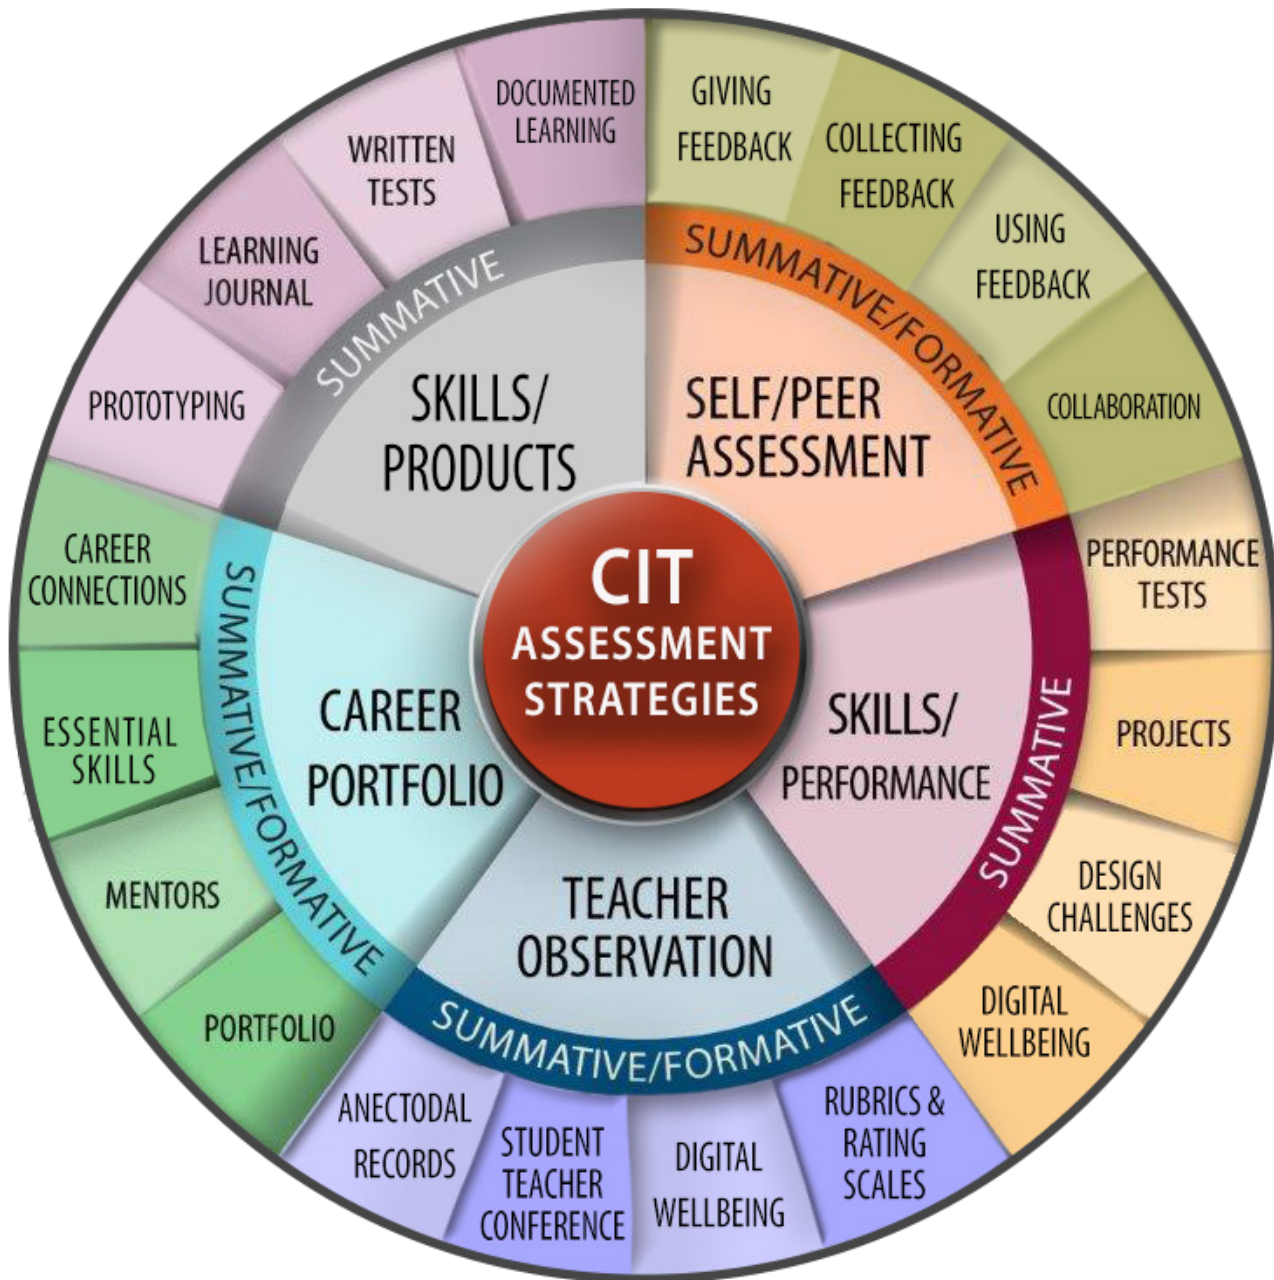 CIT
ASSESSMENT
STRATEGIES
SELF/PEER
ASSESSMENT
SUMMATIVE/FORMATIVE
GIVING
FEEDBACK
COLLECTING
FEEDBACK
USING
FEEDBACK
COLLABORATION
SKILLS/
PERFORMANCE
SUMMATIVE
PERFORMANCE
TESTS
PROJECTS
DESIGN
CHALLENGES
DIGITAL
WELLBEING
TEACHER
OBSERVATION
SUMMATIVE/FORMATIVE
RUBRICS &
RATING
SCALES
DIGITAL
WELLBEING
STUDENT
TEACHER
CONFERENCE
ANECTODAL
RECORDS
CAREER
PORTFOLIO
SUMMATIVE/FORMATIVE
PORTFOLIO
MENTORS
ESSENTIAL
SKILLS
CAREER
CONNECTIONS
SKILLS/
PRODUCTS
SUMMATIVE
PROTOTYPING
LEARNING
JOURNAL
WRITTEN
TESTS
DOCUMENTED
LEARNING